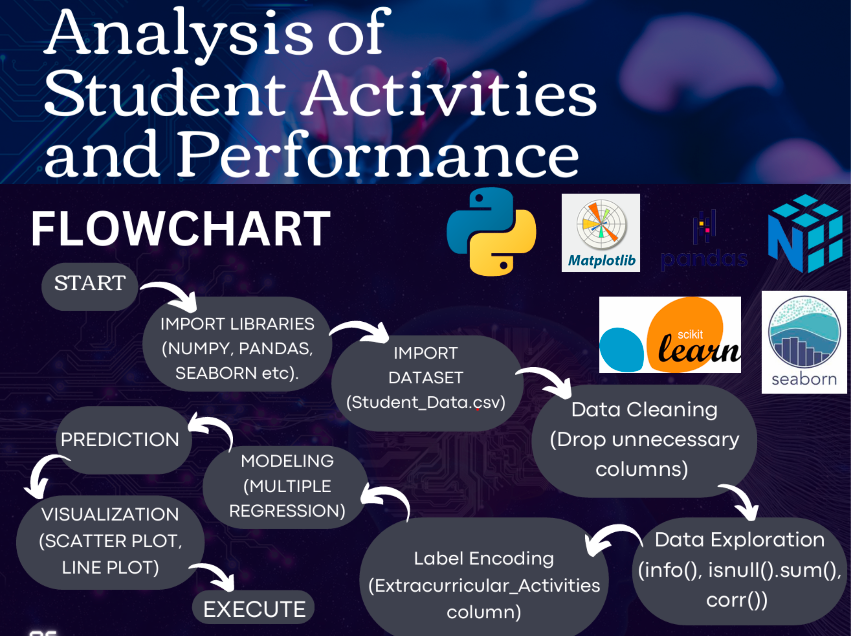 Analysis of
Student Activities
and Performance
FLOWCHART
Matplotlib
pandas
scikit
learn
seaborn
START
IMPORT LIBRARIES
(NUMPY, PANDAS,
SEABORN etc).
IMPORT
DATASET
(Student_Data.csv)
Data Cleaning
(Drop unnecessary
columns)
Data Exploration
(info(), isnull().sum(),
corr())
Label Encoding
(Extracurricular_Activities
column)
MODELING
(MULTIPLE
REGRESSION)
PREDICTION
VISUALIZATION
(SCATTER PLOT,
LINE PLOT)
EXECUTE